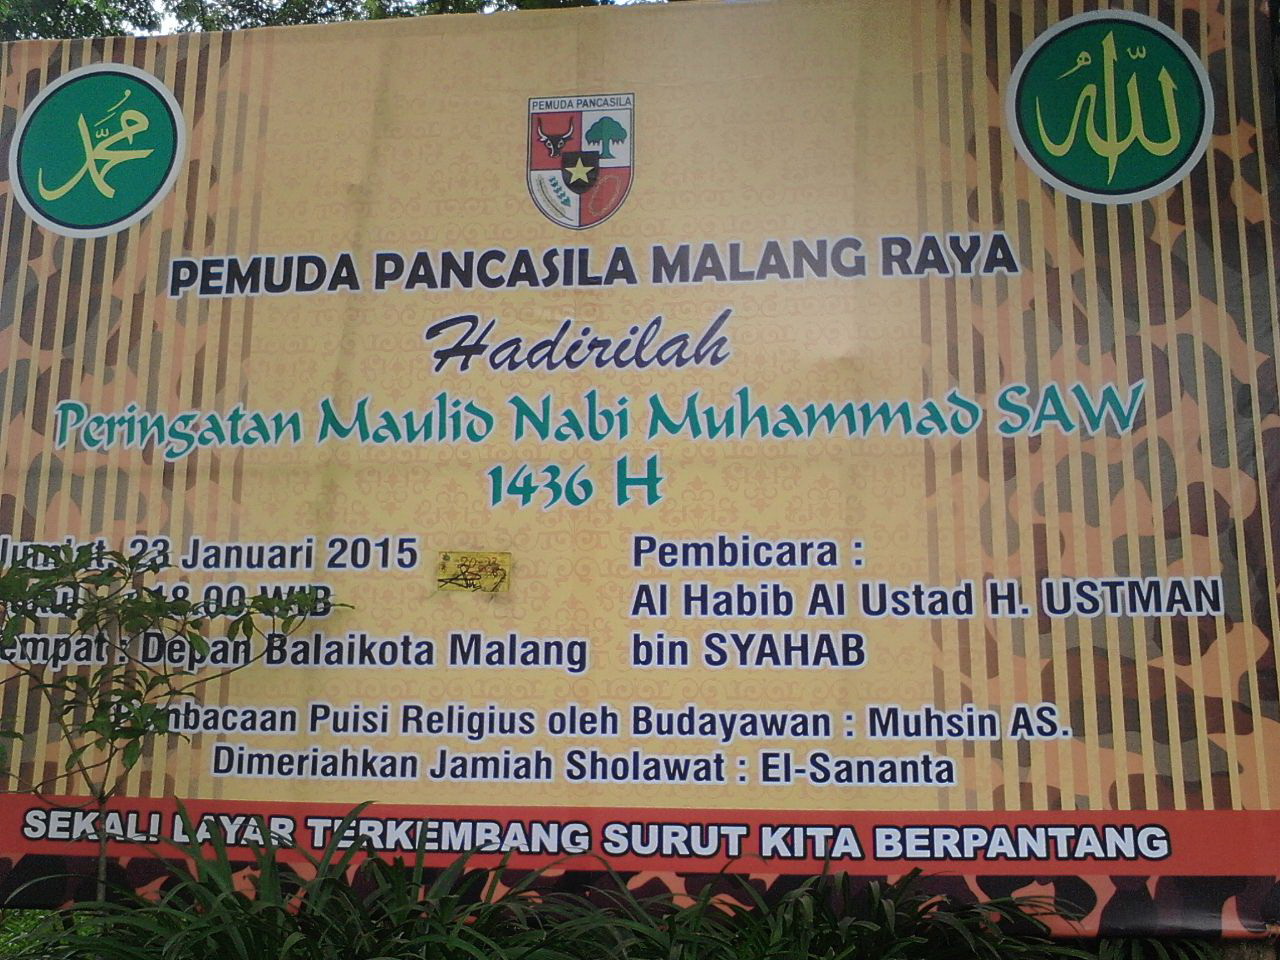 محمد
الله
PEMUDA PANCASILA
PEMUDA PANCASILA MALANG RAYA
Hadirilah
Peringatan Maulid Nabi Muhammad SAW
1436 H
23 Januari 2015
18.00 WIB
: Depan Balaikota Malang
Pembicara :
Al Habib Al Ustad H. USTMAN
bin SYAHAB
Puisi Religius oleh Budayawan : Muhsin AS.
Dimeriahkan Jamiah Sholawat : El-Sananta
SEKALI LAYAR TERKEMBANG SURUT KITA BERPANTANG